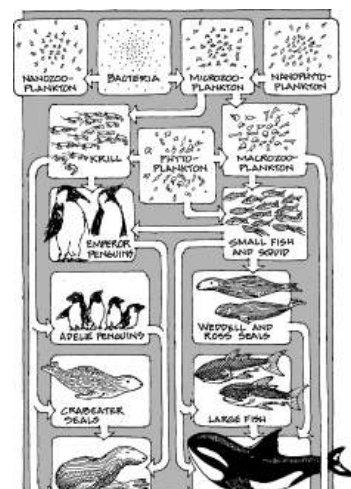 NANOZOO-
PLANKTON
BACTERIA
MICROZOO-
PLANKTON
NANOPHYTO-
PLANKTON
KRILL
PHYTO-
PLANKTON
MACROZOO-
PLANKTON
EMPEROR
PENGUINS
SMALL FISH
AND SQUID
ADELE PENGUINS
WEDDELL AND
ROSS SEALS
CRABEATER
SEALS
LARGE FISH